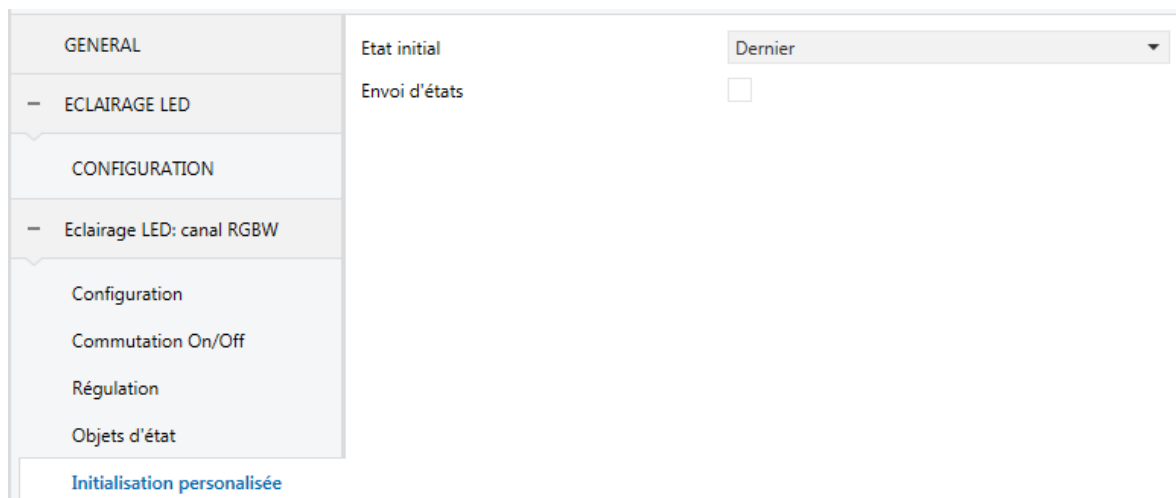 GENERAL
ECLAIRAGE LED
CONFIGURATION
Eclairage LED: canal RGBW
Configuration
Commutation On/Off
Régulation
Objets d'état
Initialisation personalisée
Etat initial
Dernier
Envoi d'états